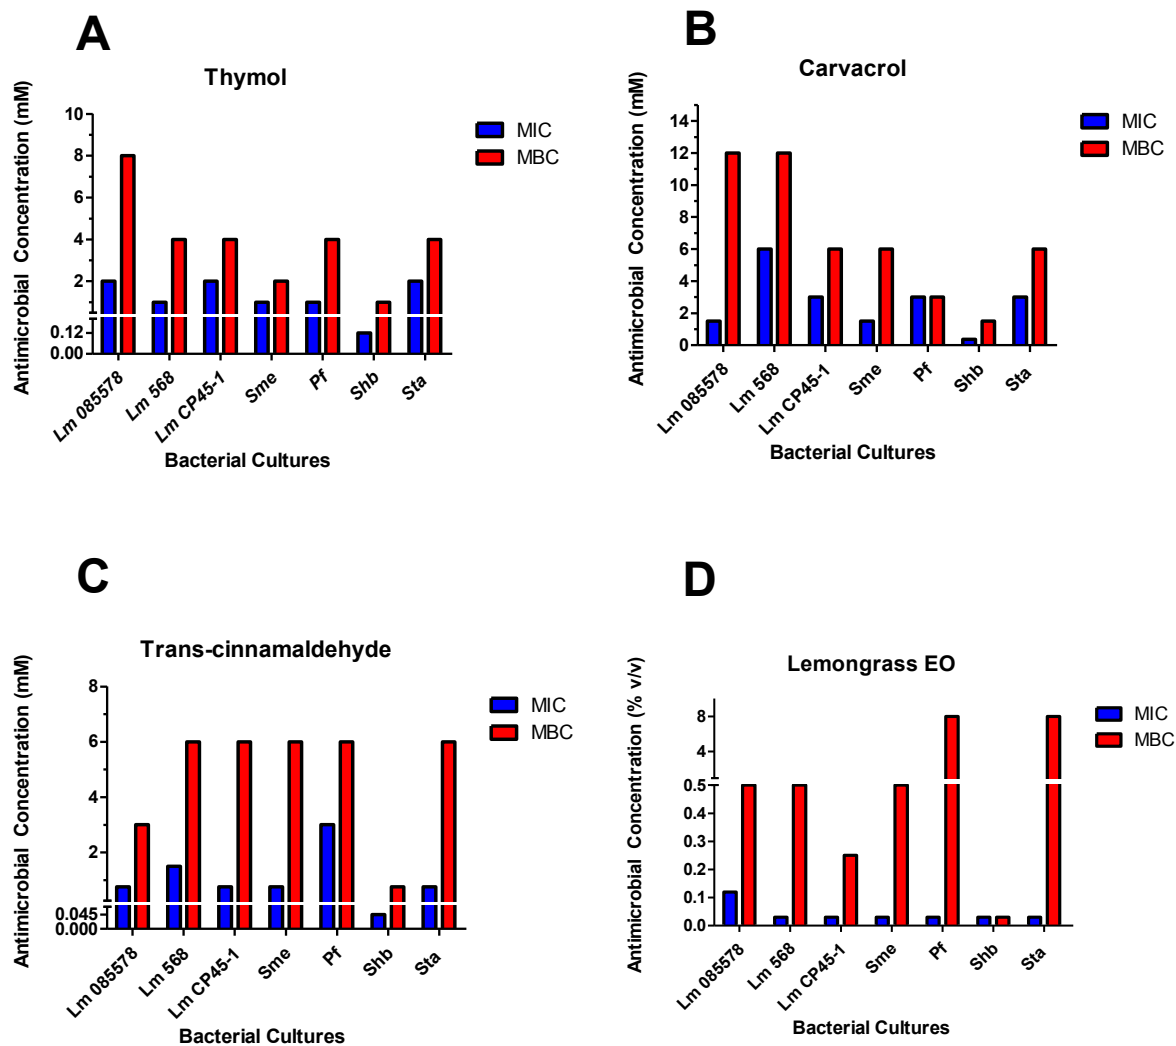 A
Thymol
Antimicrobial Concentration (mM)
10
8
6
4
2
0.12
0.00
Lm 085578
Lm 568
Lm CP45-1
Sme
Pf
Shb
Sta
Bacterial Cultures
MIC
MBC
B
Carvacrol
Antimicrobial Concentration (mM)
14
12
10
8
6
4
2
0
Lm 085578
Lm 568
Lm CP45-1
Sme
Pf
Shb
Sta
Bacterial Cultures
MIC
MBC
C
Trans-cinnamaldehyde
Antimicrobial Concentration (mM)
8
6
4
2
0.045
0.000
Lm 085578
Lm 568
Lm CP45-1
Sme
Pf
Shb
Sta
Bacterial Cultures
MIC
MBC
D
Lemongrass EO
Antimicrobial Concentration (% v/v)
8
4
0.5
0.4
0.3
0.2
0.1
0.0
Lm 085578
Lm 568
Lm CP45-1
Sme
Pf
Shb
Sta
Bacterial Cultures
MIC
MBC